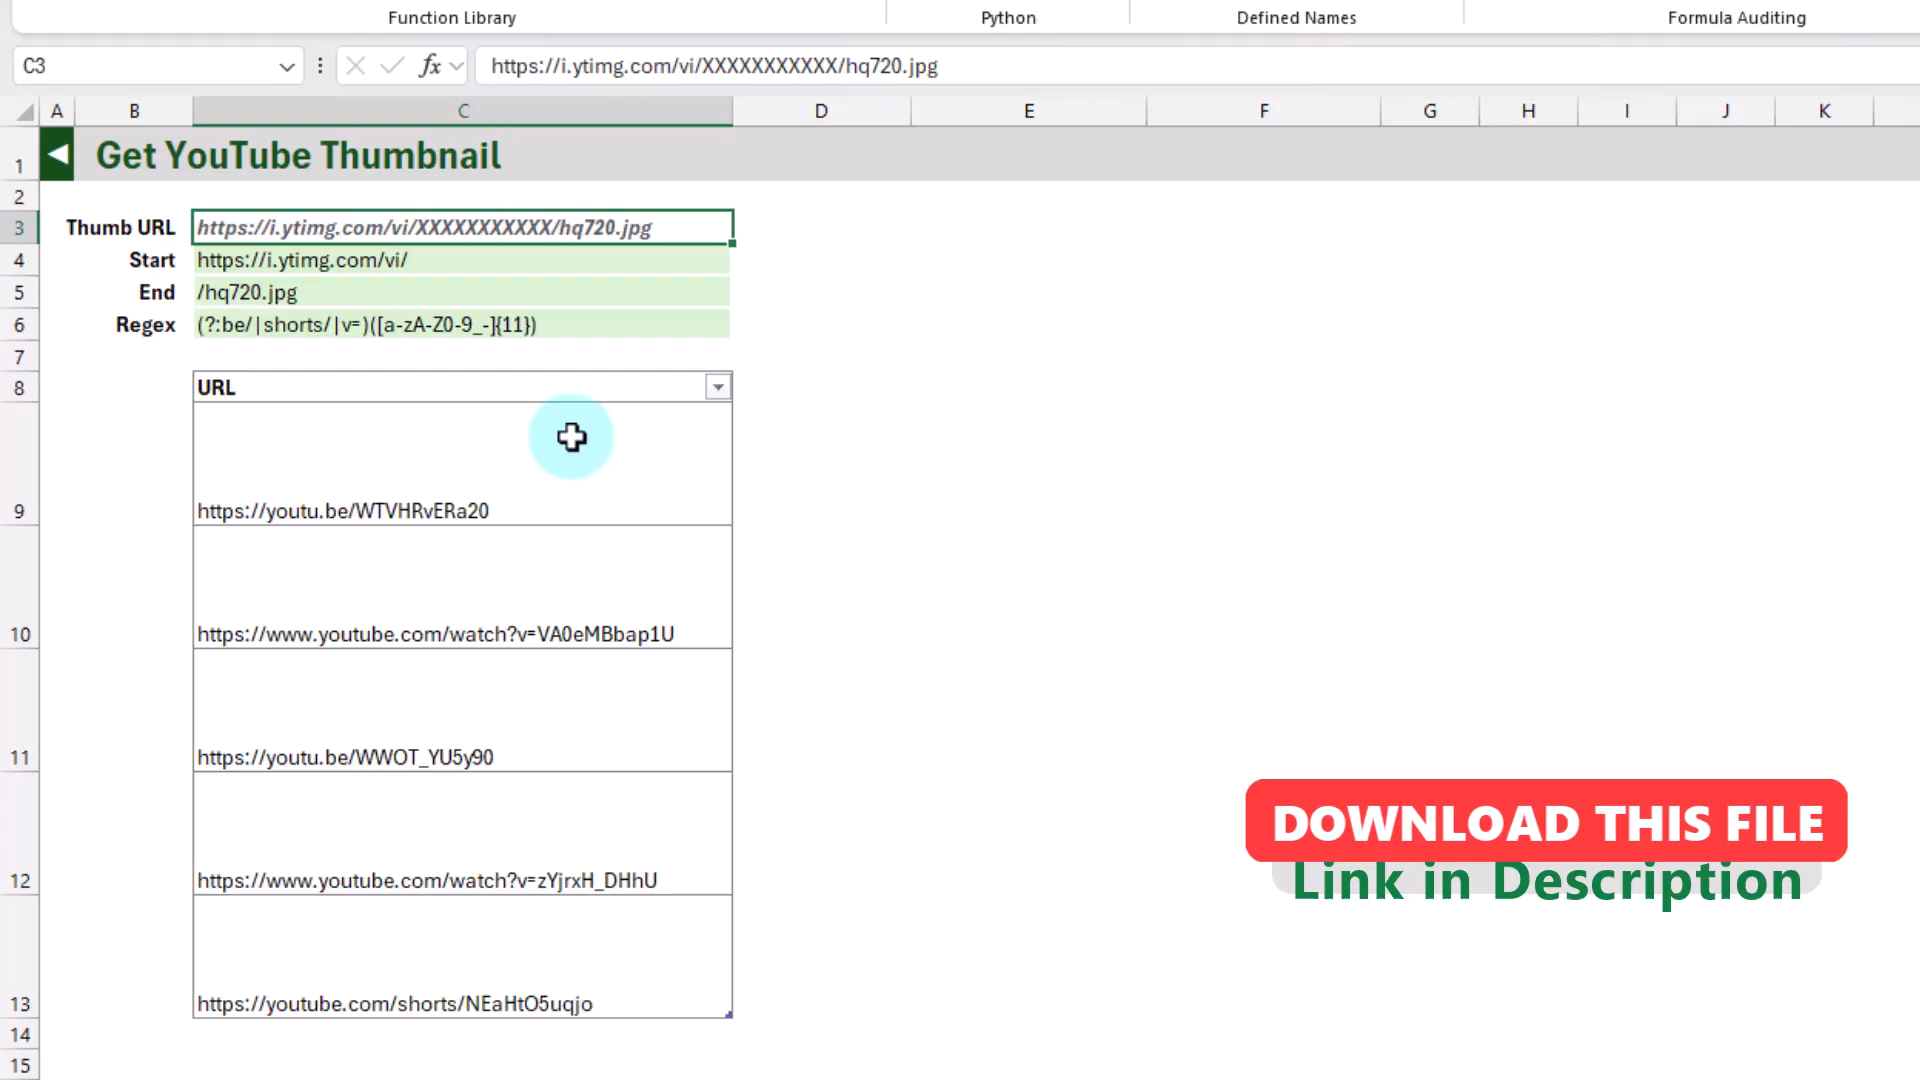 Function Library Python Defined Names Formula Auditing
C3 fx https://i.ytimg.com/vi/XXXXXXXXXXX/hq720.jpg
A B C D E F G H I J K
1 Get YouTube Thumbnail
2
3 Thumb URL https://i.ytimg.com/vi/XXXXXXXXXXX/hq720.jpg
4 Start https://i.ytimg.com/vi/
5 End /hq720.jpg
6 Regex (?:be/|shorts/|v=)([a-zA-Z0-9_-]{11})
7
8 URL
9 https://youtu.be/WTVHRvERa20
10 https://www.youtube.com/watch?v=VA0eMBbap1U
11 https://youtu.be/WWOT_YU5y90
12 https://www.youtube.com/watch?v=zYjrxH_DHhU
13 https://youtube.com/shorts/NEaHtO5uqjo
14
15
DOWNLOAD THIS FILE
Link in Description